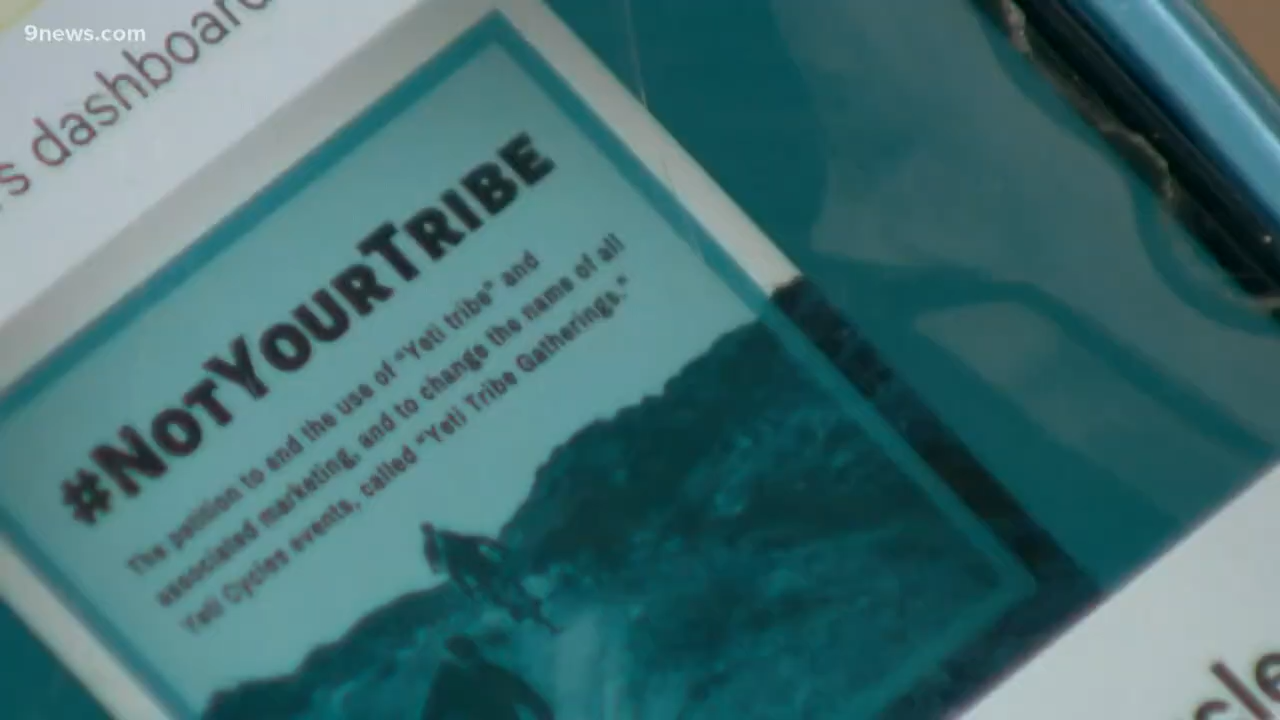 9news.com
s dashboard
#NOTYOURTRIBE
The petition to end the use of "Yeti tribe" and
associated marketing, and to change the name of all
Yeti Cycles events, called "Yeti Tribe Gatherings."
cle